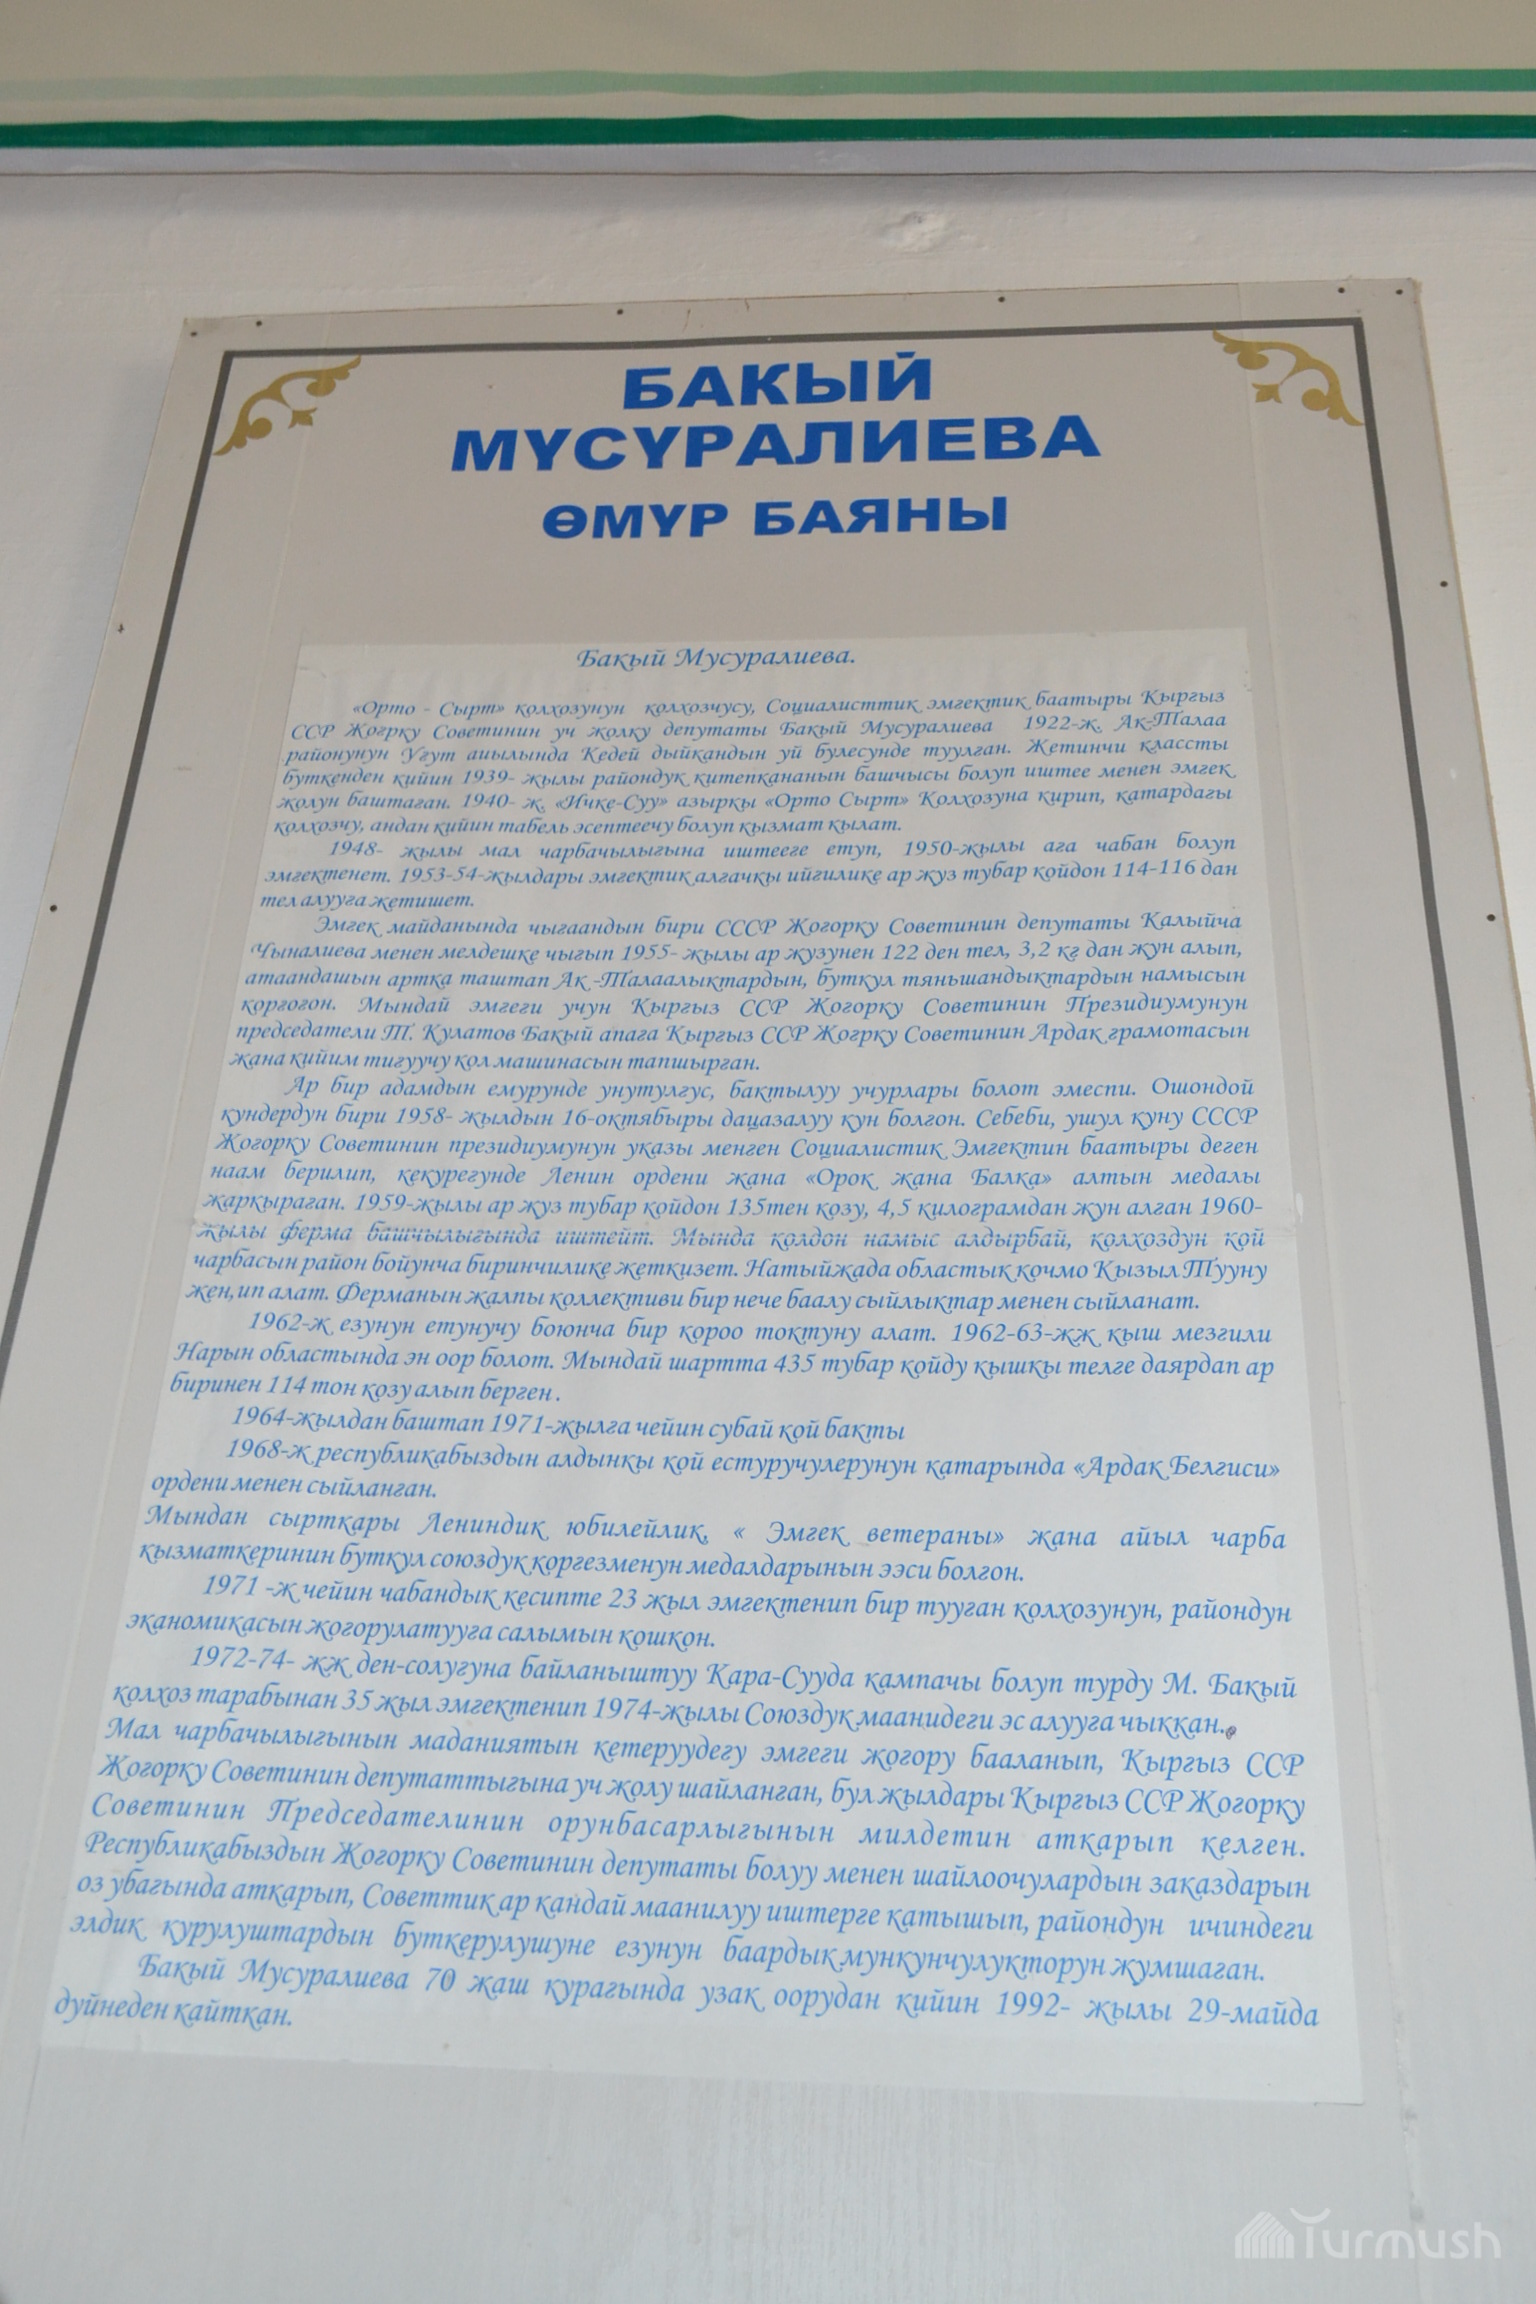 БАКЫЙ
МҮСҮРАЛИЕВА
ӨМҮР БАЯНЫ
Бакый Мусуралиева.
«Орто - Сырт» колхозунун колхозчусу, Социалисттик эмгектик баатыры Кыргыз
ССР Жогрку Советинин уч жолку депутаты Бакый Мусуралиева 1922-ж. Ак-Талаа
районунун Угут аиылында Кедей дыйкандын уй булесунде туулган. Жетинчи классты
буткенден кийин 1939- жылы райондук китепкананын башчысы болуп иштее менен эмгек
жолун баштаган. 1940- ж. «Ичке-Суу» азыркы «Орто Сырт» Колхозуна кирип, катардагы
колхозчу, андан кийин табель эсептеечу болуп кызмат кылат.
1948- жылы мал чарбачылыгына иштееге етуп, 1950-жылы ага чабан болуп
эмгектенет. 1953-54-жылдары эмгектик алгачкы ийгилике ар жуз тубар койдон 114-116 дан
тел алууга жетишет.
Эмгек майданында чыгаандын бири СССР Жогорку Советинин депутаты Калыйча
Чыналиева менен мелдешке чыгып 1955- жылы ар жузунен 122 ден тел, 3,2 кг дан жун алып,
атаандашын артка таштап Ак -Талаалыктардын, буткул тяньшандыктардын намысын
коргогон. Мындай эмгеги учун Кыргыз ССР Жогорку Советинин Президиумунун
председатели Т. Кулатов Бакый апага Кыргыз ССР Жогрку Советинин Ардак грамотасын
жана кийим тигуучу кол машинасын тапшырган.
Ар бир адамдын емурунде унутулгус, бактылуу учурлары болот эмеспи. Ошондой
кундердун бири 1958- жылдын 16-октябыры дацазалуу кун болгон. Себеби, ушул куну СССР
Жогорку Советинин президиумунун указы менген Социалистик Эмгектин баатыры деген
наам берилип, кекурегунде Ленин ордени жана «Орок жана Балка» алтын медалы
жаркыраган. 1959-жылы ар жуз тубар койдон 135тен козу, 4,5 килограмдан жун алган 1960-
жылы ферма башчылыгында иштейт. Мында колдон намыс алдырбай, колхоздун кой
чарбасын район бойунча биринчилике жеткизет. Натыйжада областык кочмо Кызыл Тууну
жен,ип алат. Ферманын жалпы коллективи бир нече баалу сыйлыктар менен сыйланат.
1962-ж езунун етунучу боюнча бир короо токтуну алат. 1962-63-жж кыш мезгили
Нарын областында эн оор болот. Мындай шартта 435 тубар койду кышкы телге даярдап ар
биринен 114 тон козу алып берген .
1964-жылдан баштап 1971-жылга чейин субай кой бакты
1968-ж республикабыздын алдынкы кой естуручулерунун катарында «Ардак Белгиси»
ордени менен сыйланган.
Мындан сырткары Лениндик юбилейлик, « Эмгек ветераны» жана айыл чарба
кызматкеринин буткул союздук коргезменун медалдарынын ээси болгон.
1971 -ж чейин чабандык кесипте 23 жыл эмгектенип бир тууган колхозунун, райондун
экономикасын жогорулатууга салымын кошкон.
1972-74- жж ден-солугуна байланыштуу Кара-Сууда кампачы болуп турду М. Бакый
колхоз тарабынан 35 жыл эмгектенип 1974-жылы Союздук маанидеги эс алууга чыккан.
Мал чарбачылыгынын маданиятын кетеруудегу эмгеги жогору бааланып, Кыргыз ССР
Жогорку Советинин депутаттыгына уч жолу шайланган, бул жылдары Кыргыз ССР Жогорку
Советинин Председателинин орунбасарлыгынын милдетин аткарып келген.
Республикабыздын Жогорку Советинин депутаты болуу менен шайлоочулардын заказдарын
оз убагында аткарып, Советтик ар кандай маанилуу иштерге катышып, райондун ичиндеги
элдик курулуштардын буткерулушуне езунун баардык мункунчулукторун жумшаган.
Бакый Мусуралиева 70 жаш курагында узак оорудан кийин 1992- жылы 29-майда
дуйнеден кайткан.
Turmush